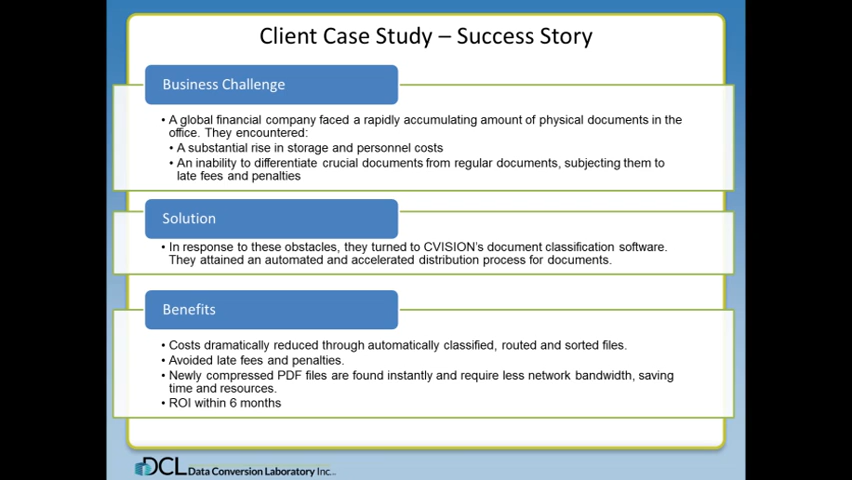 Client Case Study – Success Story
Business Challenge
• A global financial company faced a rapidly accumulating amount of physical documents in the
office. They encountered:
• A substantial rise in storage and personnel costs
• An inability to differentiate crucial documents from regular documents, subjecting them to
late fees and penalties
Solution
• In response to these obstacles, they turned to CVISION's document classification software.
They attained an automated and accelerated distribution process for documents.
Benefits
• Costs dramatically reduced through automatically classified, routed and sorted files.
• Avoided late fees and penalties.
• Newly compressed PDF files are found instantly and require less network bandwidth, saving
time and resources.
• ROI within 6 months
DCL Data Conversion Laboratory Inc...